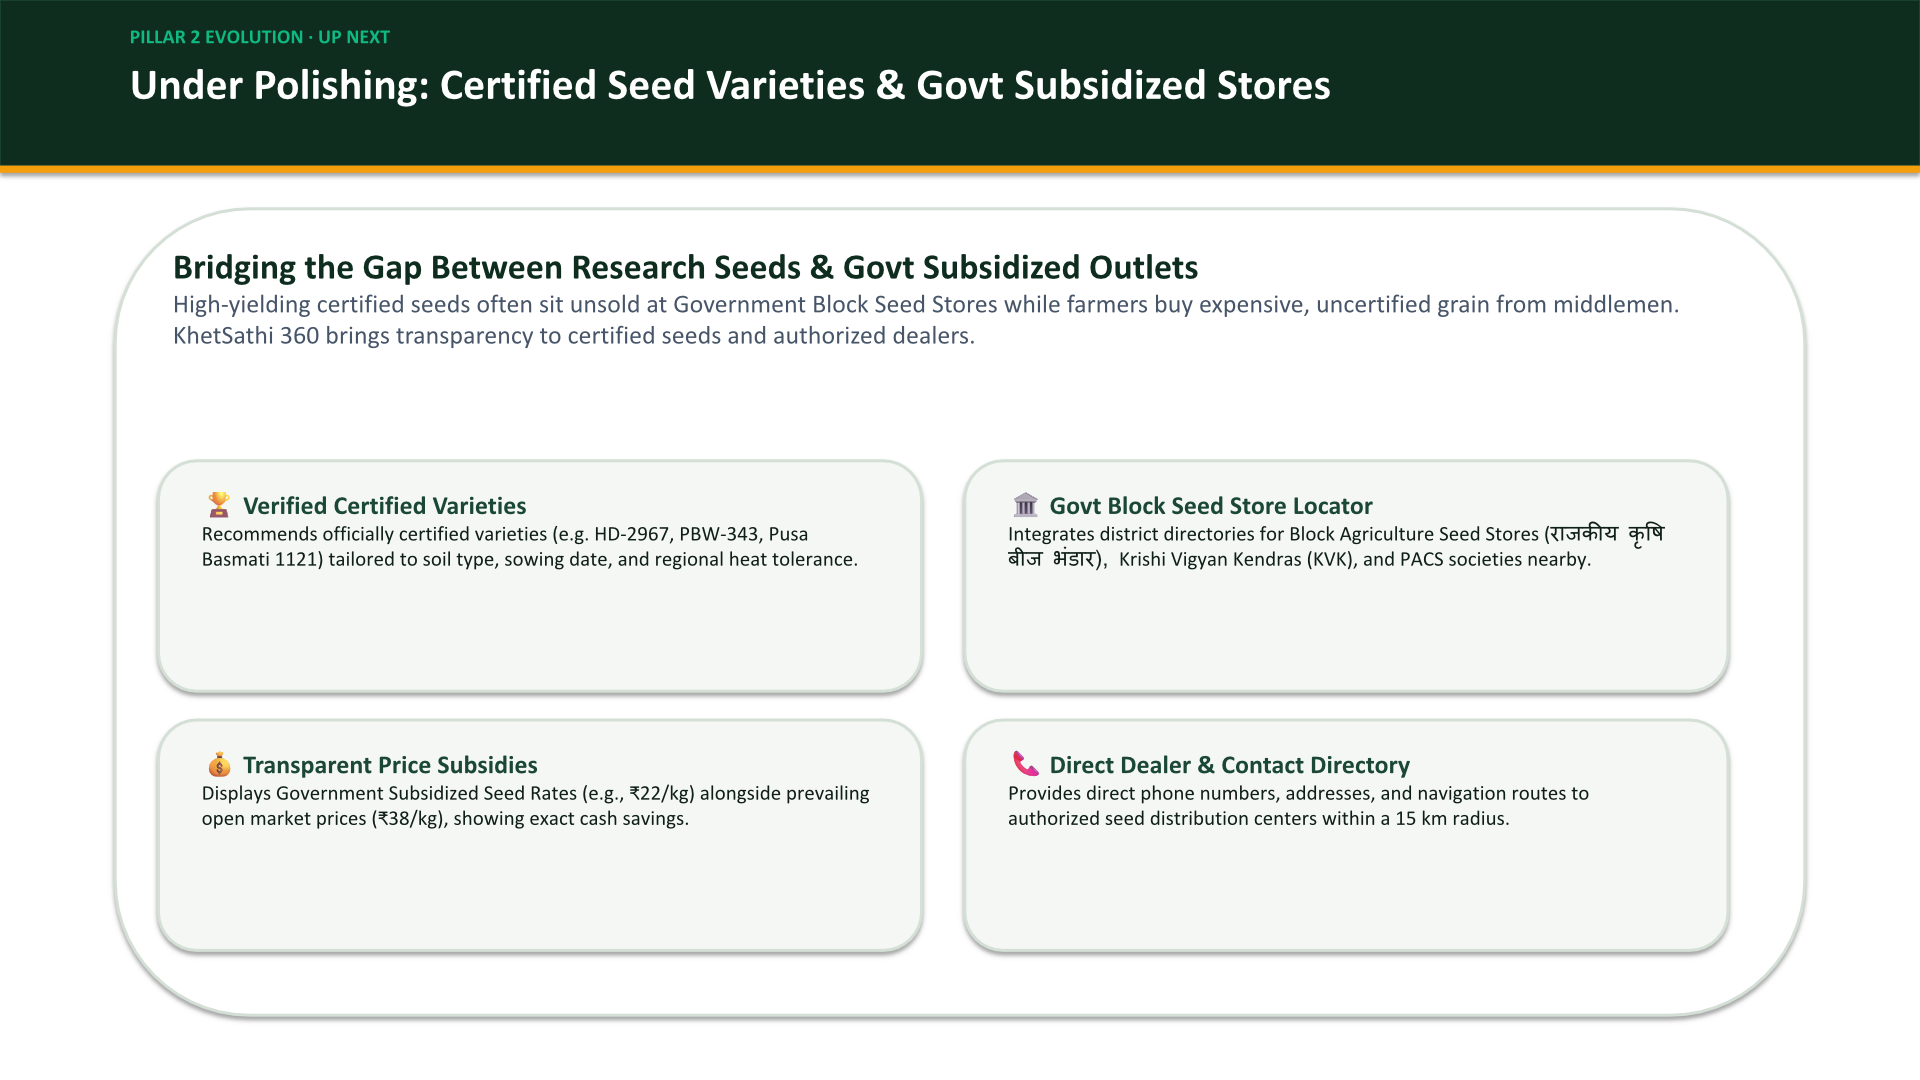 PILLAR 2 EVOLUTION · UP NEXT
Under Polishing: Certified Seed Varieties & Govt Subsidized Stores
Bridging the Gap Between Research Seeds & Govt Subsidized Outlets
High-yielding certified seeds often sit unsold at Government Block Seed Stores while farmers buy expensive, uncertified grain from middlemen.
KhetSathi 360 brings transparency to certified seeds and authorized dealers.
🏆 Verified Certified Varieties
Recommends officially certified varieties (e.g. HD-2967, PBW-343, Pusa
Basmati 1121) tailored to soil type, sowing date, and regional heat tolerance.
🏛️ Govt Block Seed Store Locator
Integrates district directories for Block Agriculture Seed Stores (राजकीय कृषि
बीज भंडार), Krishi Vigyan Kendras (KVK), and PACS societies nearby.
💰 Transparent Price Subsidies
Displays Government Subsidized Seed Rates (e.g., ₹22/kg) alongside prevailing
open market prices (₹38/kg), showing exact cash savings.
📞 Direct Dealer & Contact Directory
Provides direct phone numbers, addresses, and navigation routes to
authorized seed distribution centers within a 15 km radius.